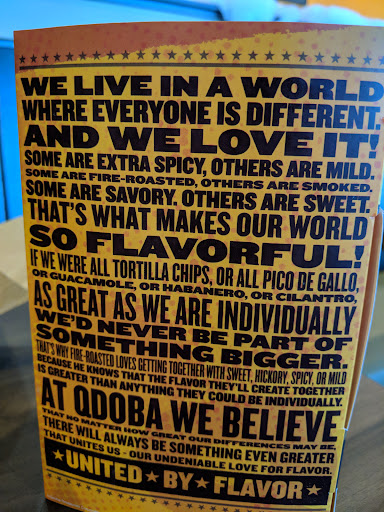 WE LIVE IN A WORLD
WHERE EVERYONE IS DIFFERENT.
AND WE LOVE IT!
SOME ARE EXTRA SPICY, OTHERS ARE MILD.
SOME ARE FIRE-ROASTED, OTHERS ARE SMOKED.
SOME ARE SAVORY. OTHERS ARE SWEET.
THAT'S WHAT MAKES OUR WORLD
SO FLAVORFUL!
IF WE WERE ALL TORTILLA CHIPS, OR ALL PICO DE GALLO,
OR GUACAMOLE, OR HABANERO, OR CILANTRO,
AS GREAT AS WE ARE INDIVIDUALLY
WE'D NEVER BE PART OF
SOMETHING BIGGER.
THAT'S WHY FIRE-ROASTED LOVES GETTING TOGETHER WITH SWEET, HICKORY, SPICY, OR MILD
BECAUSE HE KNOWS THAT THE FLAVOR THEY'LL CREATE TOGETHER
IS GREATER THAN ANYTHING THEY COULD BE INDIVIDUALLY.
AT QDOBA WE BELIEVE
THAT NO MATTER HOW GREAT OUR DIFFERENCES MAY BE,
THERE WILL ALWAYS BE SOMETHING EVEN GREATER
THAT UNITES US - OUR UNDENIABLE LOVE FOR FLAVOR.
★UNITED★BY★FLAVOR★